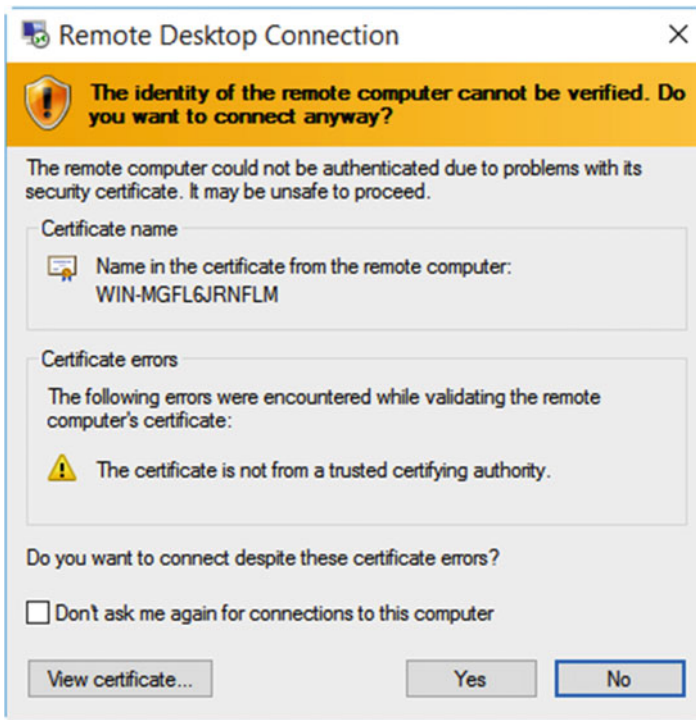 Remote Desktop Connection
The identity of the remote computer cannot be verified. Do
you want to connect anyway?
The remote computer could not be authenticated due to problems with its
security certificate. It may be unsafe to proceed.
Certificate name
Name in the certificate from the remote computer:
WIN-MGFL6JRNFLM
Certificate errors
The following errors were encountered while validating the remote
computer's certificate:
The certificate is not from a trusted certifying authority.
Do you want to connect despite these certificate errors?
Don't ask me again for connections to this computer
View certificate...
Yes
No